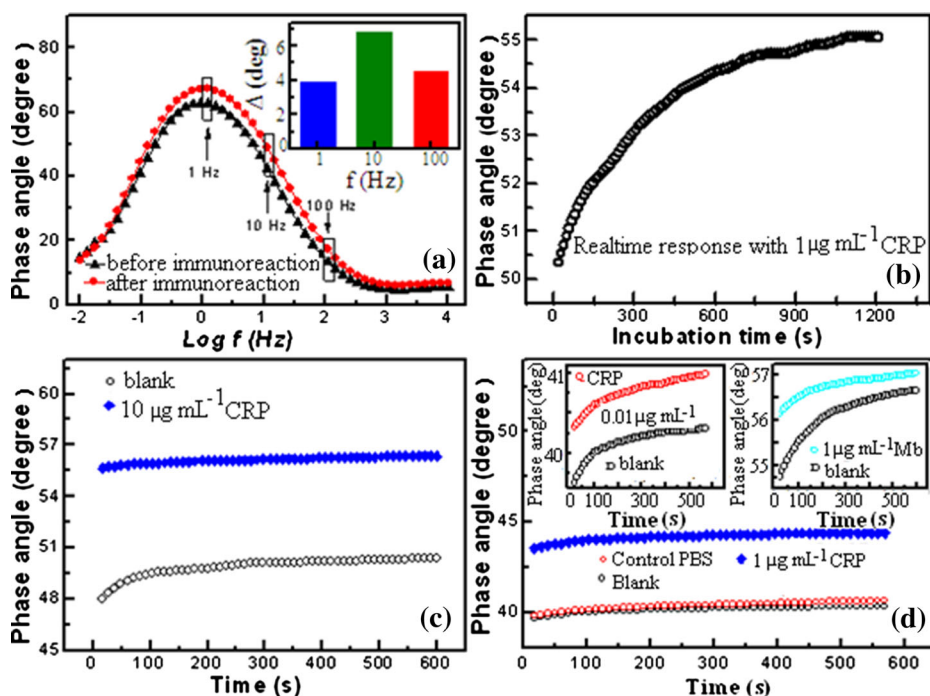 80
60
40
20
0
Phase angle (degree)
-2
-1
0
1
2
3
4
Log f (Hz)
1 Hz
10 Hz
100 Hz
before immunoreaction
after immunoreaction
(a)
6
4
2
0
Δ (deg)
1
10
100
f (Hz)
55
54
53
52
51
50
Phase angle (degree)
0
300
600
900
1200
Incubation time (s)
Realtime response with 1μg mL⁻¹ CRP
(b)
60
57
54
51
48
45
Phase angle (degree)
0
100
200
300
400
500
600
Time (s)
blank
10 μg mL⁻¹CRP
(c)
50
45
40
Phase angle (degree)
0
100
200
300
400
500
600
700
Time (s)
Control PBS
1 μg mL⁻¹CRP
Blank
(d)
41
40
Phase angle(deg)
CRP
0.01μg mL⁻¹
blank
100
300
500
Time (s)
57
56
55
Phase angle(deg)
1μg mL⁻¹Mb
blank
100
300
500
Time (s)